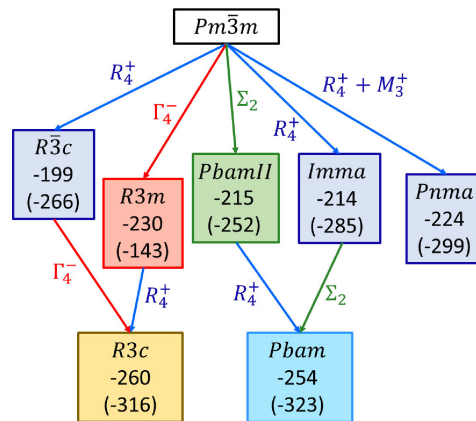 Pm3̄m
R₄⁺
Γ₄⁻
Σ₂
R₄⁺
R₄⁺ + M₃⁺
R3̄c
-199
(-266)
R3m
-230
(-143)
PbamII
-215
(-252)
Imma
-214
(-285)
Pnma
-224
(-299)
Γ₄⁻
R₄⁺
R₄⁺
Σ₂
R3c
-260
(-316)
Pbam
-254
(-323)